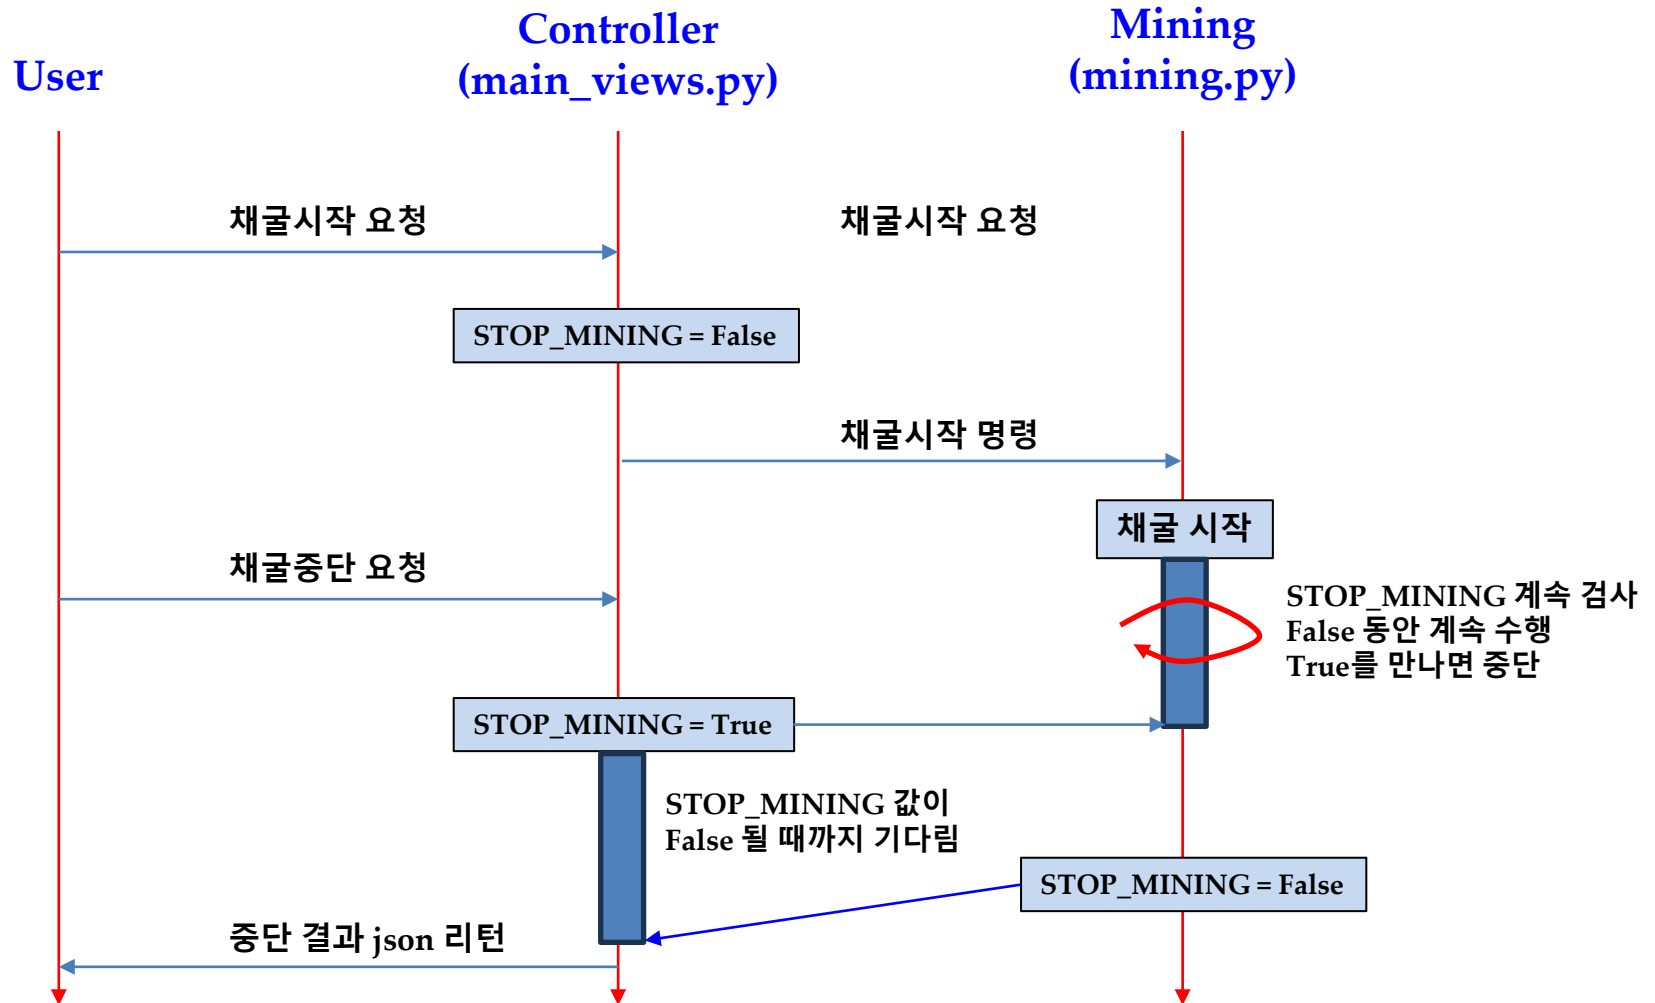 User
Controller
(main_views.py)
Mining
(mining.py)
채굴시작 요청
채굴시작 요청
STOP_MINING = False
채굴시작 명령
채굴 시작
채굴중단 요청
STOP_MINING 계속 검사
False 동안 계속 수행
True를 만나면 중단
STOP_MINING = True
STOP_MINING 값이
False 될 때까지 기다림
STOP_MINING = False
중단 결과 json 리턴